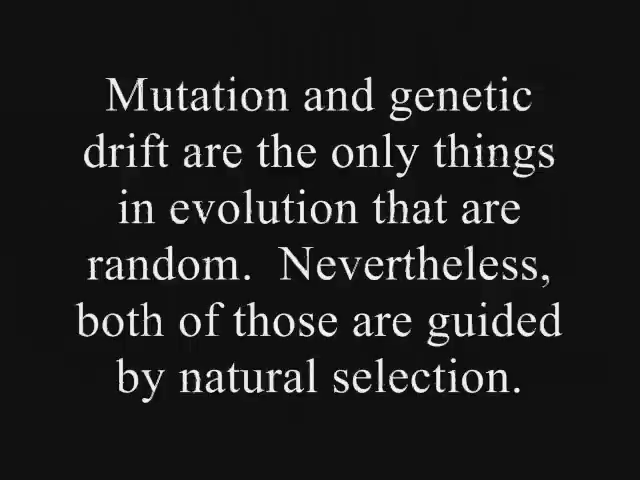 Mutation and genetic
drift are the only things
in evolution that are
random.  Nevertheless,
both of those are guided
by natural selection.